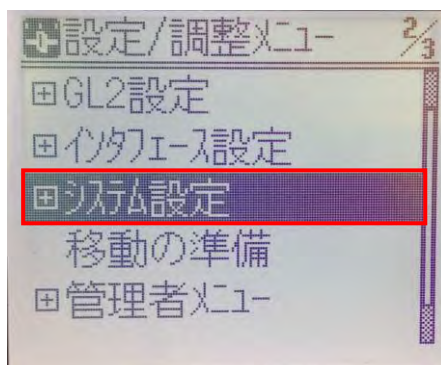 設定/調整ﾒﾆｭｰ 2/3
GL2設定
ｲﾝﾀﾌｪｰｽ設定
ｼｽﾃﾑ設定
移動の準備
管理者ﾒﾆｭｰ